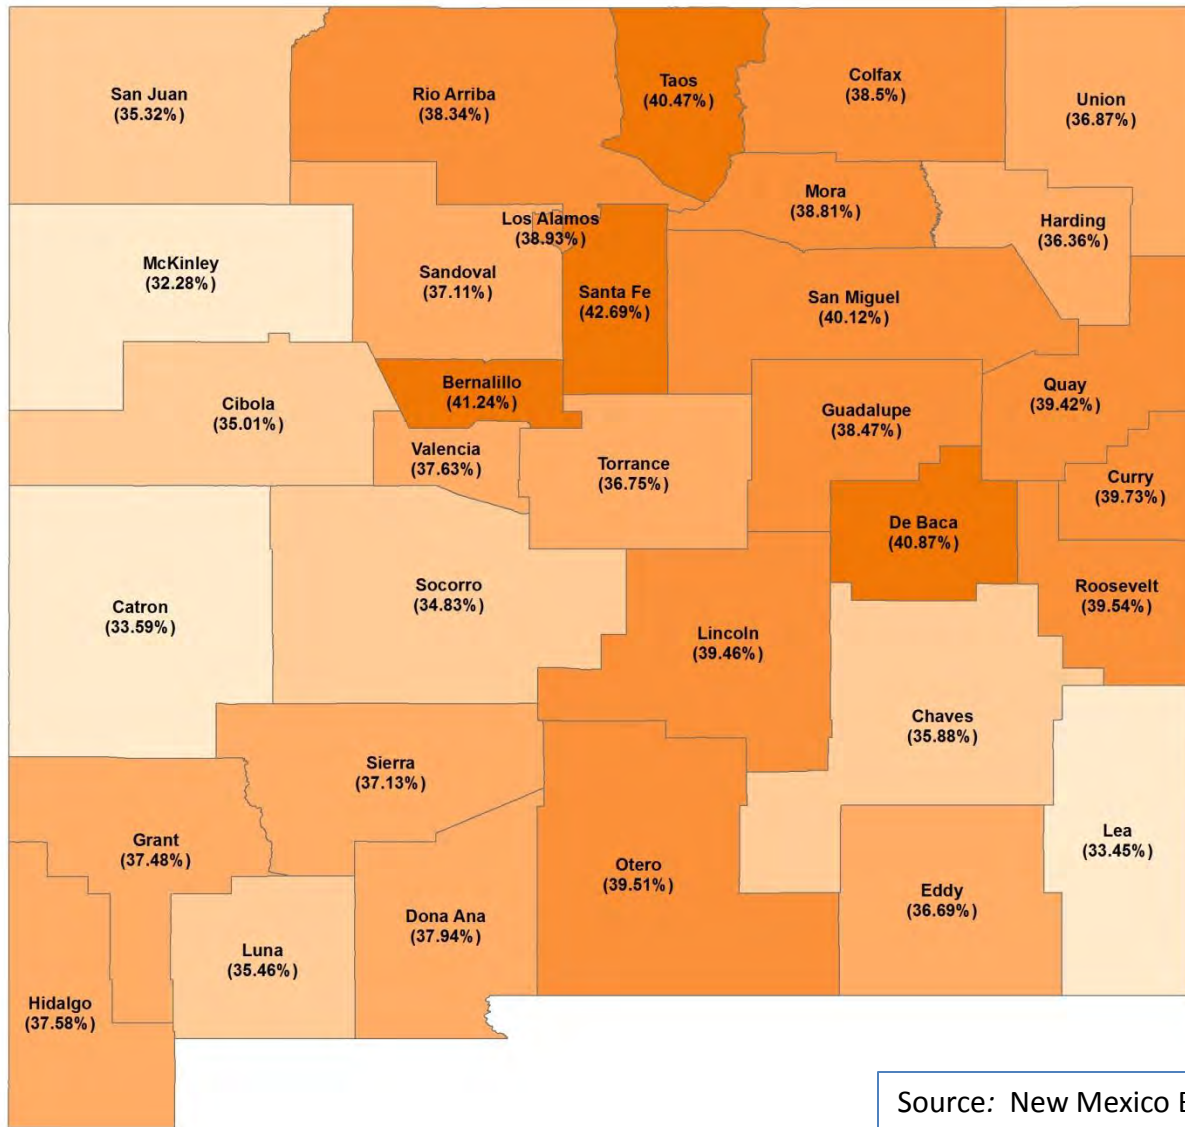 San Juan
(35.32%)
Rio Arriba
(38.34%)
Taos
(40.47%)
Colfax
(38.5%)
Union
(36.87%)
Mora
(38.81%)
Harding
(36.36%)
Los Alamos
(38.93%)
McKinley
(32.28%)
Sandoval
(37.11%)
Santa Fe
(42.69%)
San Miguel
(40.12%)
Bernalillo
(41.24%)
Quay
(39.42%)
Cibola
(35.01%)
Guadalupe
(38.47%)
Valencia
(37.63%)
Torrance
(36.75%)
Curry
(39.73%)
De Baca
(40.87%)
Catron
(33.59%)
Socorro
(34.83%)
Roosevelt
(39.54%)
Lincoln
(39.46%)
Chaves
(35.88%)
Sierra
(37.13%)
Grant
(37.48%)
Lea
(33.45%)
Otero
(39.51%)
Eddy
(36.69%)
Dona Ana
(37.94%)
Luna
(35.46%)
Hidalgo
(37.58%)
Source: New Mexico